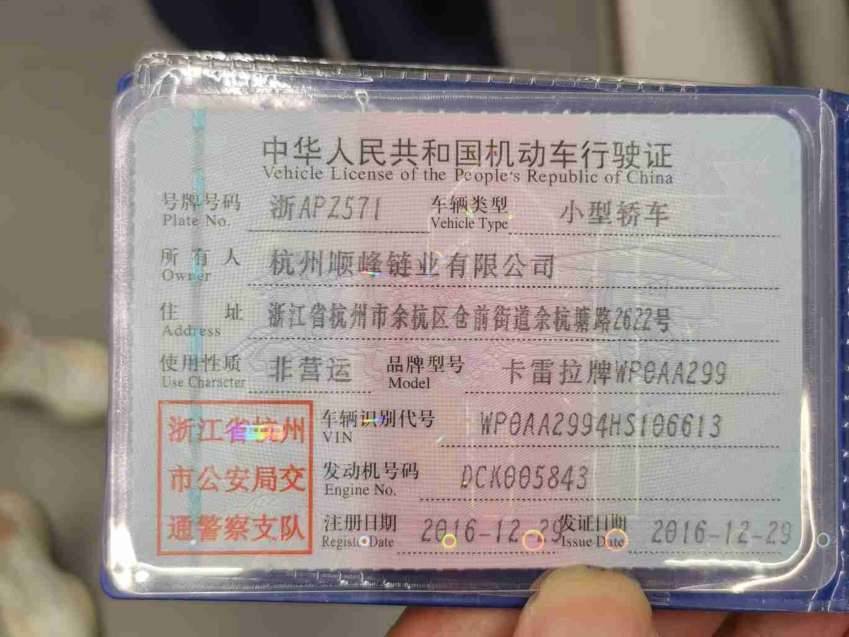 中华人民共和国机动车行驶证
Vehicle License of the People's Republic of China
号牌号码 浙APZ571 车辆类型 小型轿车
Plate No. Vehicle Type
所有人 杭州顺峰链业有限公司
Owner
住址 浙江省杭州市余杭区仓前街道余杭塘路2622号
Address
使用性质 非营运 品牌型号 卡雷拉牌WP0AA299
Use Character Model
浙江省杭州
市公安局交
通警察支队
车辆识别代号 WP0AA2994HS106613
VIN
发动机号码 DCK005843
Engine No.
注册日期 2016-12-29 发证日期 2016-12-29
Register Date Issue Date